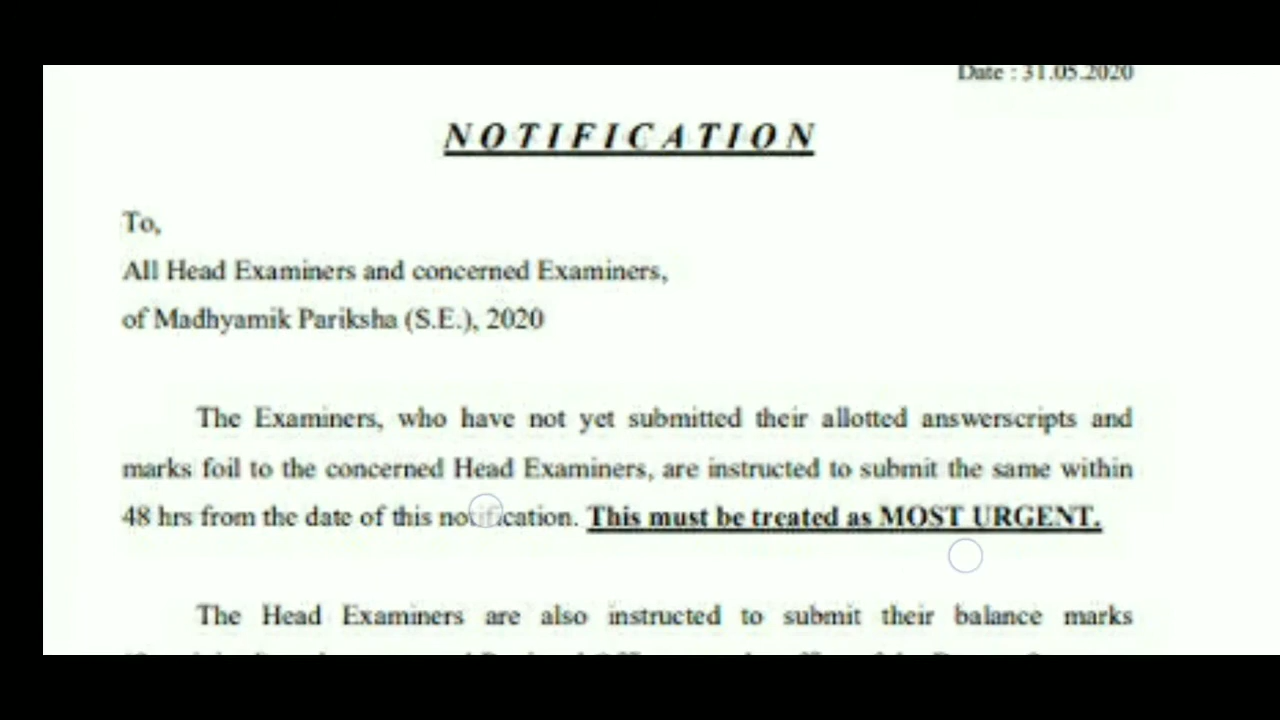 Date : 31.05.2020
NOTIFICATION
To,
All Head Examiners and concerned Examiners,
of Madhyamik Pariksha (S.E.), 2020
The Examiners, who have not yet submitted their allotted answerscripts and
marks foil to the concerned Head Examiners, are instructed to submit the same within
48 hrs from the date of this notification. This must be treated as MOST URGENT.
The Head Examiners are also instructed to submit their balance marks